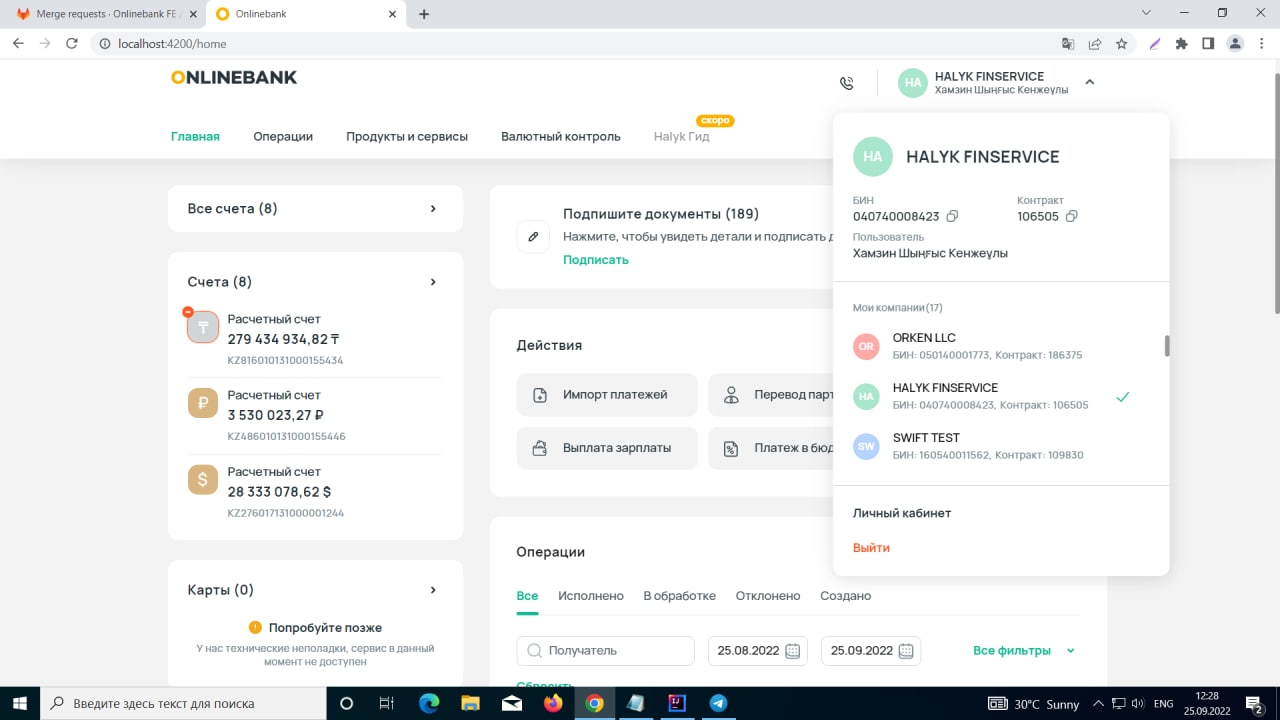 Merge requests · Onlinebank FE
Onlinebank
localhost:4200/home
ONLINEBANK
HA
HALYK FINSERVICE
Хамзин Шыңғыс Кенжеұлы
Главная
Операции
Продукты и сервисы
Валютный контроль
Halyk Гид
скоро
HA
HALYK FINSERVICE
БИН
Контракт
040740008423
106505
Пользователь
Хамзин Шыңғыс Кенжеұлы
Мои компании(17)
OR
ORKEN LLC
БИН: 050140001773, Контракт: 186375
HA
HALYK FINSERVICE
БИН: 040740008423, Контракт: 106505
SW
SWIFT TEST
БИН: 160540011562, Контракт: 109830
Личный кабинет
Выйти
Все счета (8)
Счета (8)
₸
Расчетный счет
279 434 934,82 ₸
KZ816010131000155434
₽
Расчетный счет
3 530 023,27 ₽
KZ486010131000155446
$
Расчетный счет
28 333 078,62 $
KZ276017131000001244
Карты (0)
Попробуйте позже
У нас технические неполадки, сервис в данный
момент не доступен
Подпишите документы (189)
Нажмите, чтобы увидеть детали и подписать д
Подписать
Действия
Импорт платежей
Перевод парт
Выплата зарплаты
Платеж в бюд
Операции
Все
Исполнено
В обработке
Отклонено
Создано
Получатель
25.08.2022
25.09.2022
Все фильтры
Сбросить
Введите здесь текст для поиска
30°C Sunny
ENG
12:28
25.09.2022
2